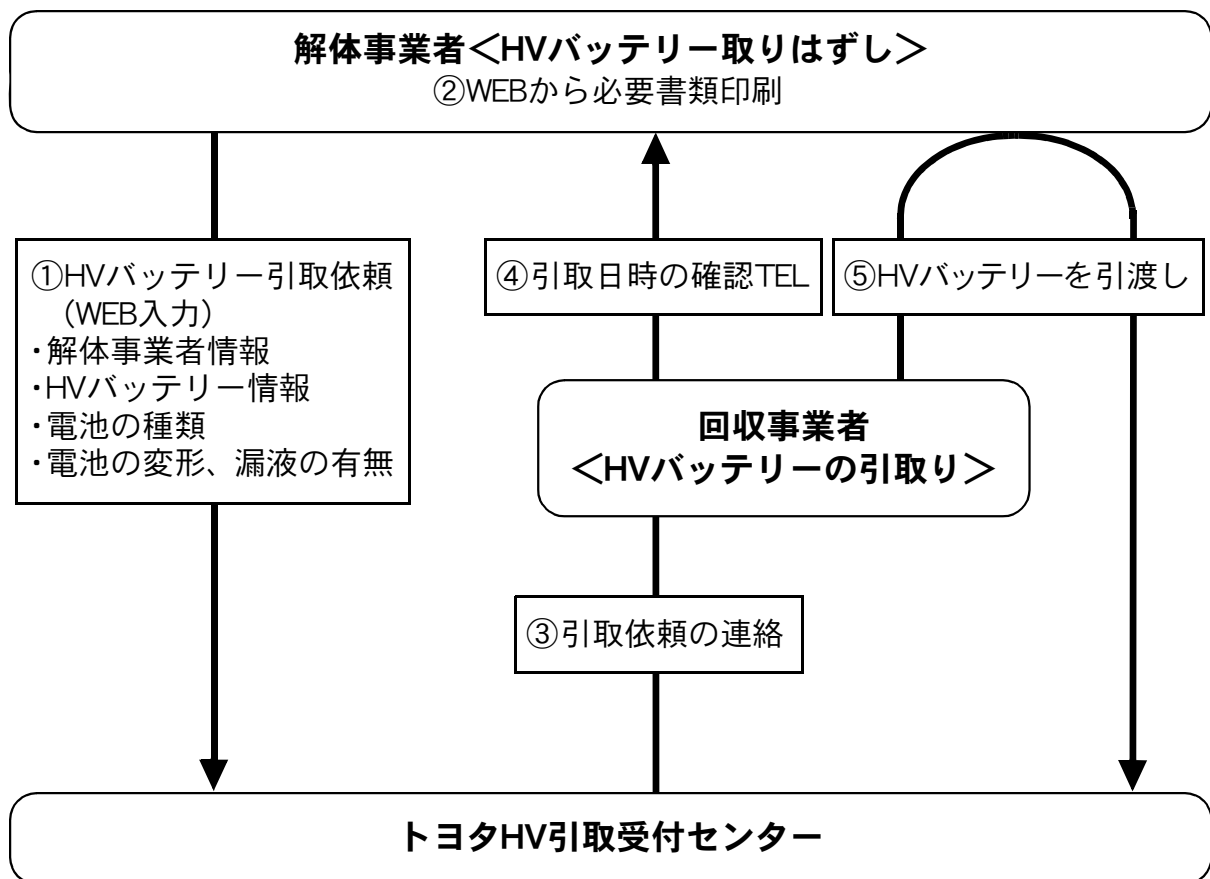 解体事業者＜HVバッテリー取りはずし＞
②WEBから必要書類印刷
①HVバッテリー引取依頼
（WEB入力）
・解体事業者情報
・HVバッテリー情報
・電池の種類
・電池の変形、漏液の有無
④引取日時の確認TEL
⑤HVバッテリーを引渡し
回収事業者
＜HVバッテリーの引取り＞
③引取依頼の連絡
トヨタHV引取受付センター